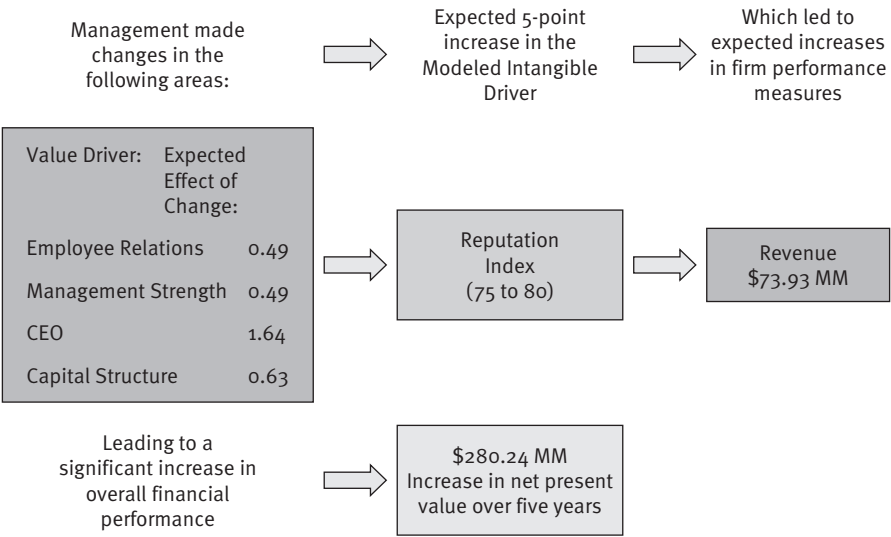 Management made
changes in the
following areas:
Expected 5-point
increase in the
Modeled Intangible
Driver
Which led to
expected increases
in firm performance
measures
Value Driver: Expected
Effect of
Change:
Employee Relations 0.49
Management Strength 0.49
CEO 1.64
Capital Structure 0.63
Reputation
Index
(75 to 80)
Revenue
$73.93 MM
Leading to a
significant increase in
overall financial
performance
$280.24 MM
Increase in net present
value over five years